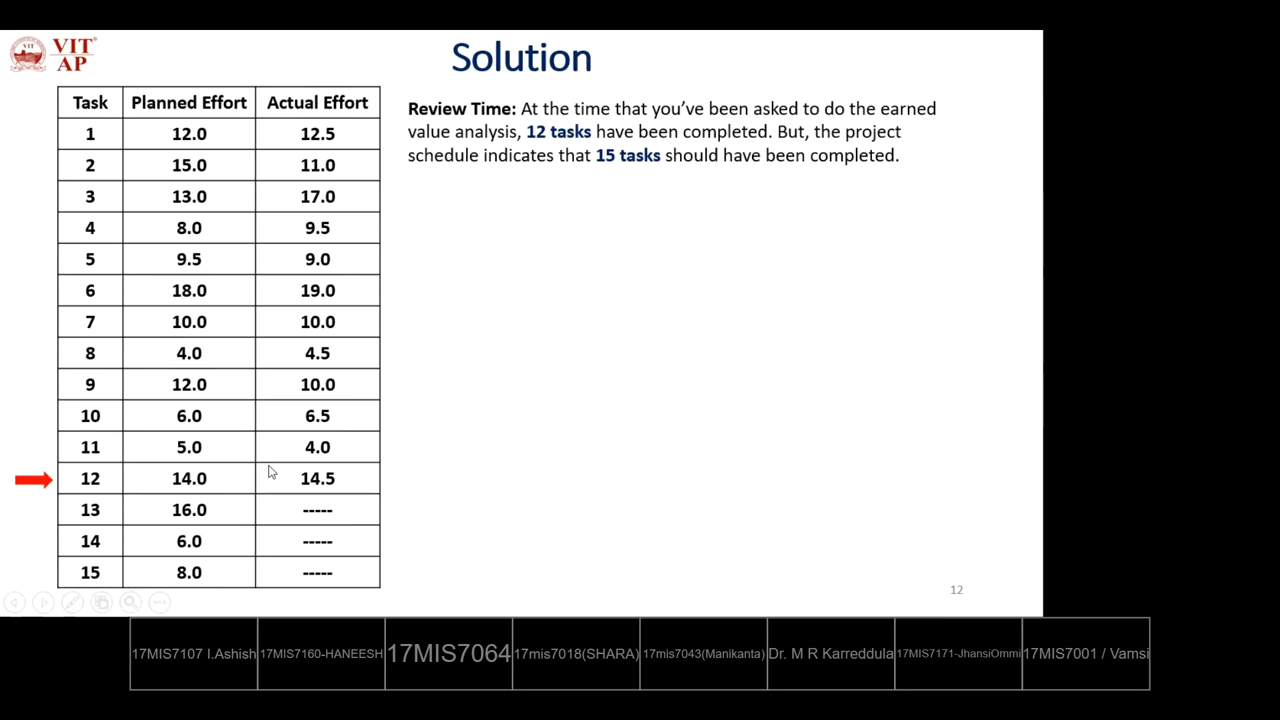 VIT
AP
Solution
Task Planned Effort Actual Effort
1 12.0 12.5
2 15.0 11.0
3 13.0 17.0
4 8.0 9.5
5 9.5 9.0
6 18.0 19.0
7 10.0 10.0
8 4.0 4.5
9 12.0 10.0
10 6.0 6.5
11 5.0 4.0
12 14.0 14.5
13 16.0 -----
14 6.0 -----
15 8.0 -----
Review Time: At the time that you’ve been asked to do the earned
value analysis, 12 tasks have been completed. But, the project
schedule indicates that 15 tasks should have been completed.
12
17MIS7107 I.Ashish 17MIS7160-HANEESH 17MIS7064 17mis7018(SHARA) 17mis7043(Manikanta) Dr. M R Karreddula 17MIS7171-JhansiOmmi 17MIS7001 / Vamsi